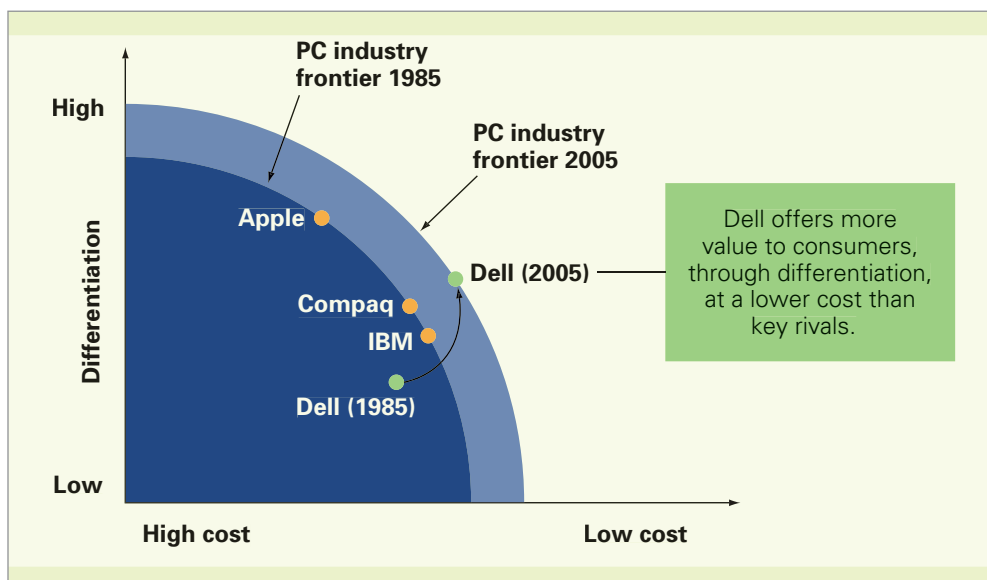 PC industry
frontier 1985
High
PC industry
frontier 2005
Apple
Dell offers more
value to consumers,
through differentiation,
at a lower cost than
key rivals.
Dell (2005)
Differentiation
Compaq
IBM
Dell (1985)
Low
High cost
Low cost